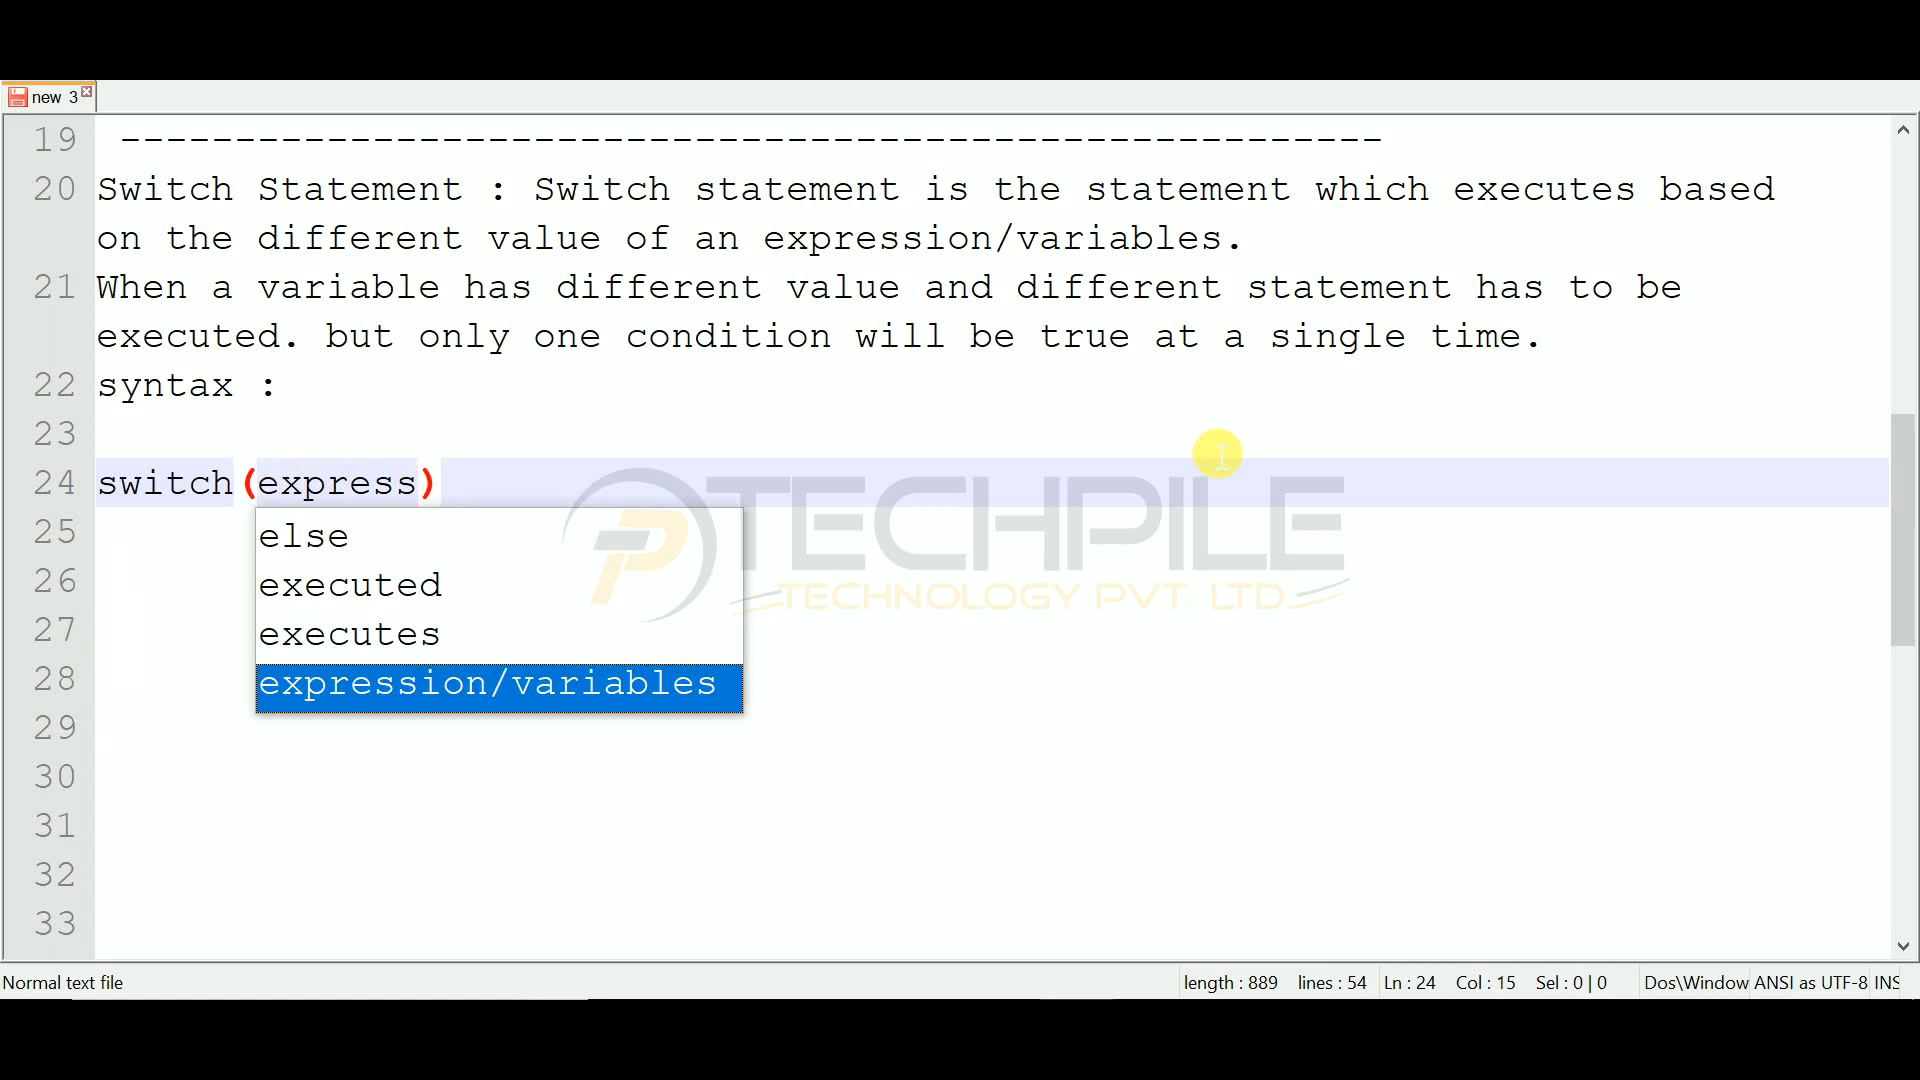 new 3
19 -------------------------------------------------------
20 Switch Statement : Switch statement is the statement which executes based
on the different value of an expression/variables.
21 When a variable has different value and different statement has to be
executed. but only one condition will be true at a single time.
22 syntax :
23
24 switch(express)
25 else
26 executed
27 executes
28 expression/variables
29
30
31
32
33
TECHPILE
TECHNOLOGY PVT. LTD.
Normal text file length : 889 lines : 54 Ln : 24 Col : 15 Sel : 0 | 0 Dos\Window ANSI as UTF-8 INS